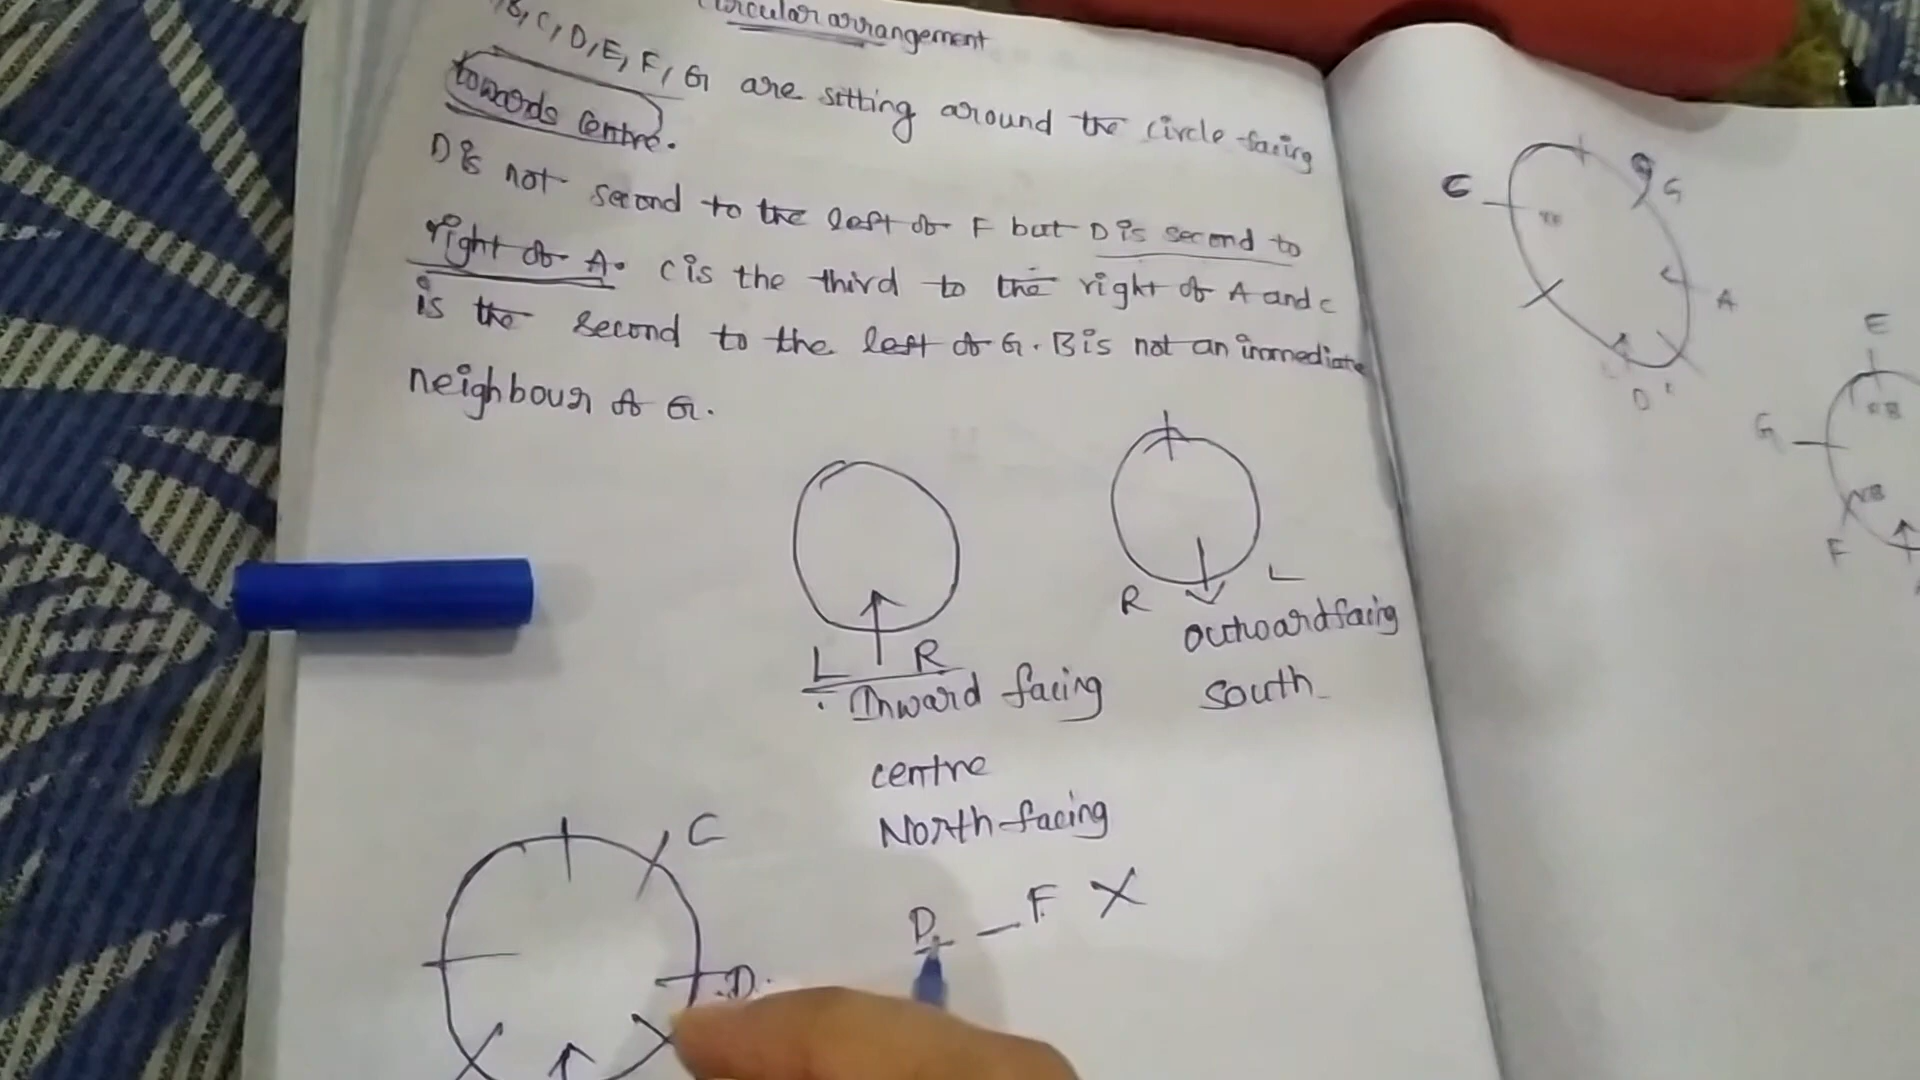 Circular arrangement
B, C, D, E, F, G are sitting around the circle facing
towards Centre.
D is not second to the left of F but D is second to
right of A. C is the third to the right of A and C
is the second to the left of G. B is not an immediate
neighbour of G.
L R
Inward facing
centre
North facing
R L
outward facing
south
C
D
D _ F X
C
G
A
D
E
G
F